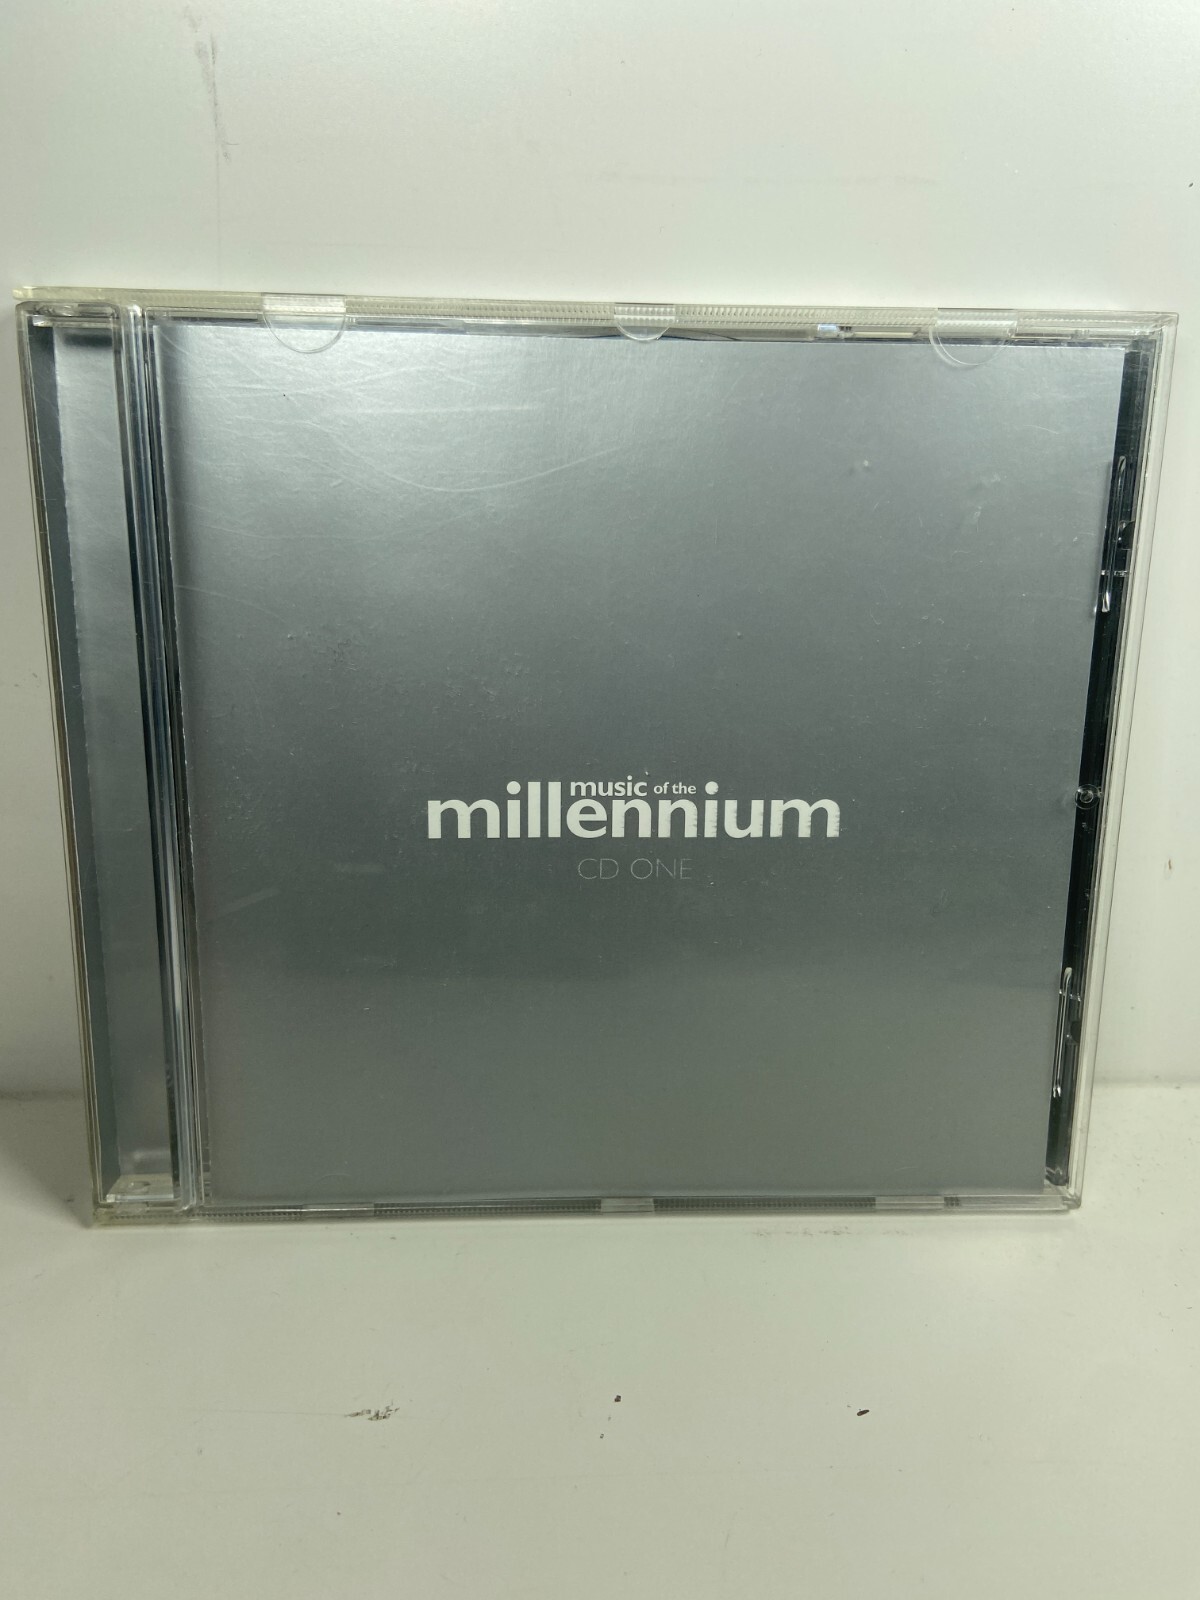 music of the
millennium
CD ONE